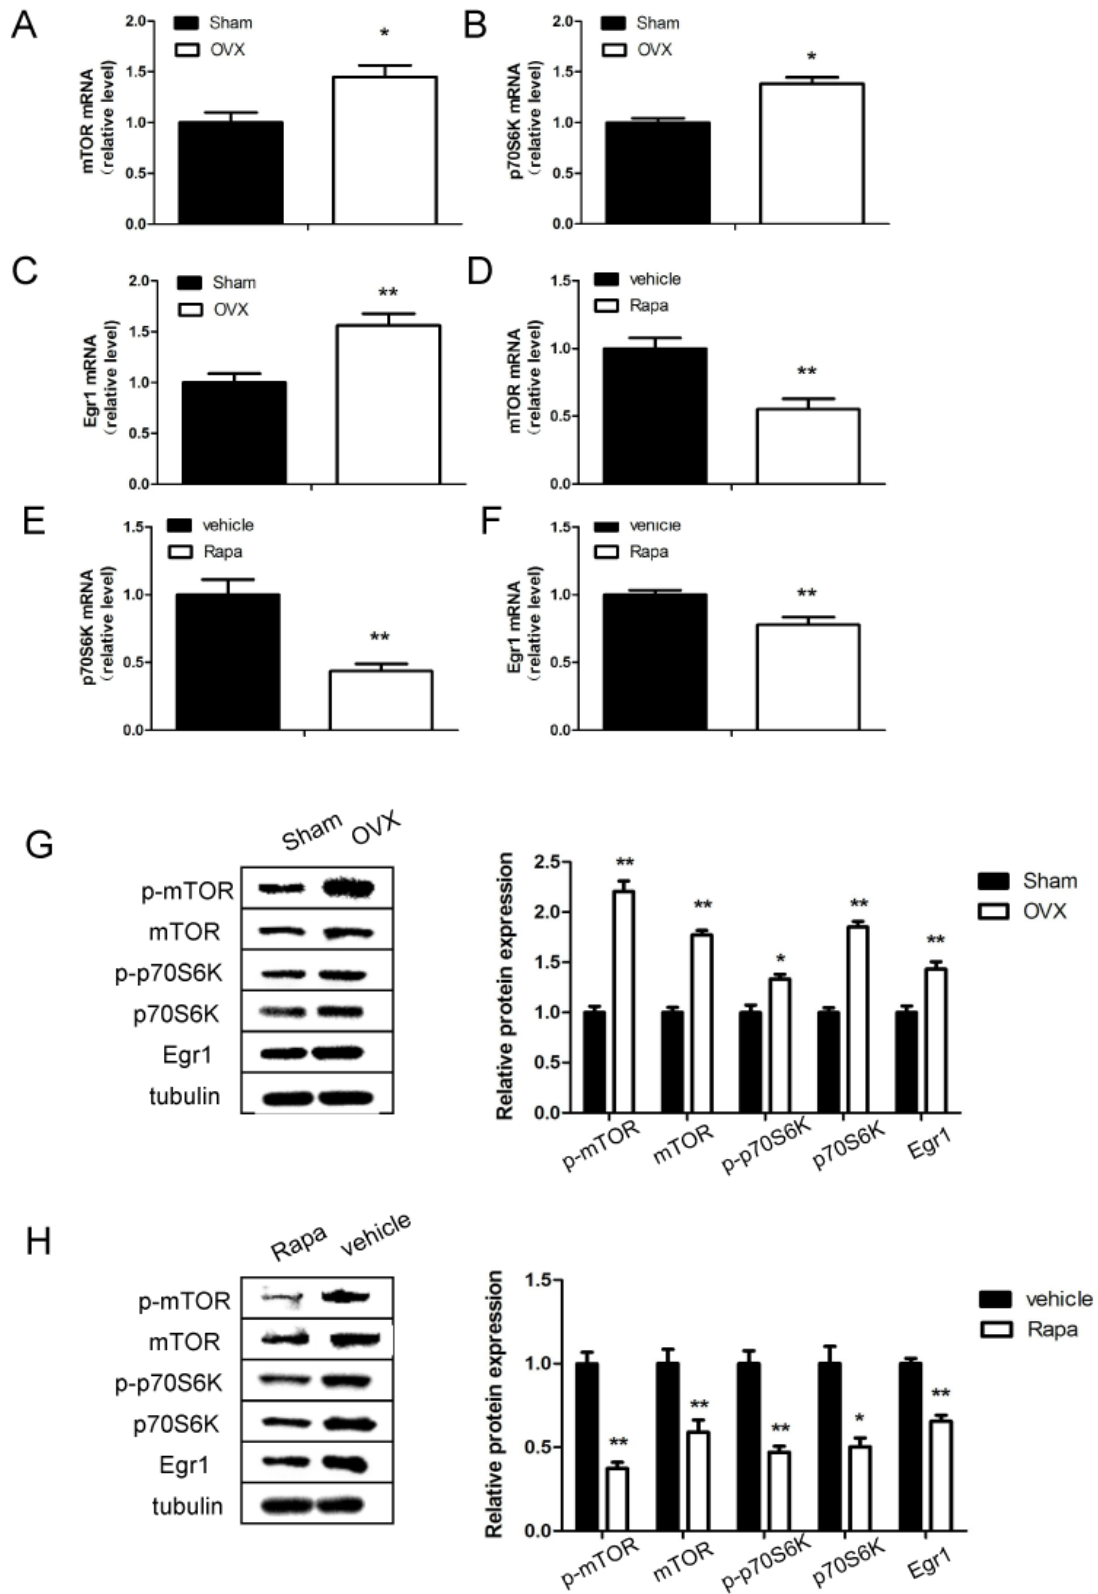 A
2.0
1.5
1.0
0.5
0.0
mTOR mRNA
(relative level)
Sham
OVX
*
B
2.0
1.5
1.0
0.5
0.0
p70S6K mRNA
(relative level)
Sham
OVX
*
C
2.0
1.5
1.0
0.5
0.0
Egr1 mRNA
(relative level)
Sham
OVX
**
D
1.5
1.0
0.5
0.0
mTOR mRNA
(relative level)
vehicle
Rapa
**
E
1.5
1.0
0.5
0.0
p70S6K mRNA
(relative level)
vehicle
Rapa
**
F
1.5
1.0
0.5
0.0
Egr1 mRNA
(relative level)
vehicle
Rapa
**
G
Sham OVX
p-mTOR
mTOR
p-p70S6K
p70S6K
Egr1
tubulin
Relative protein expression
2.5
2.0
1.5
1.0
0.5
0.0
** ** * ** **
p-mTOR mTOR p-p70S6K p70S6K Egr1
Sham
OVX
H
Rapa vehicle
p-mTOR
mTOR
p-p70S6K
p70S6K
Egr1
tubulin
Relative protein expression
1.5
1.0
0.5
0.0
** ** ** * **
p-mTOR mTOR p-p70S6K p70S6K Egr1
vehicle
Rapa